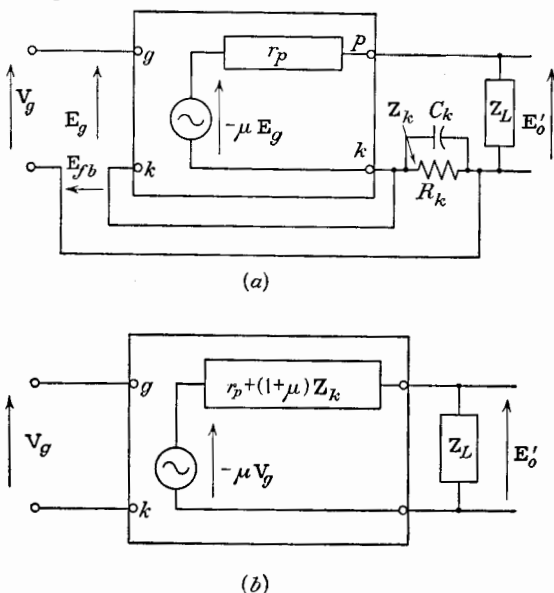 g
r_p
p
V_g
E_g
-μ E_g
Z_k
C_k
Z_L
E'_o
E_fb
k
k
R_k
(a)
g
r_p+(1+μ)Z_k
V_g
-μ V_g
Z_L
E'_o
k
(b)